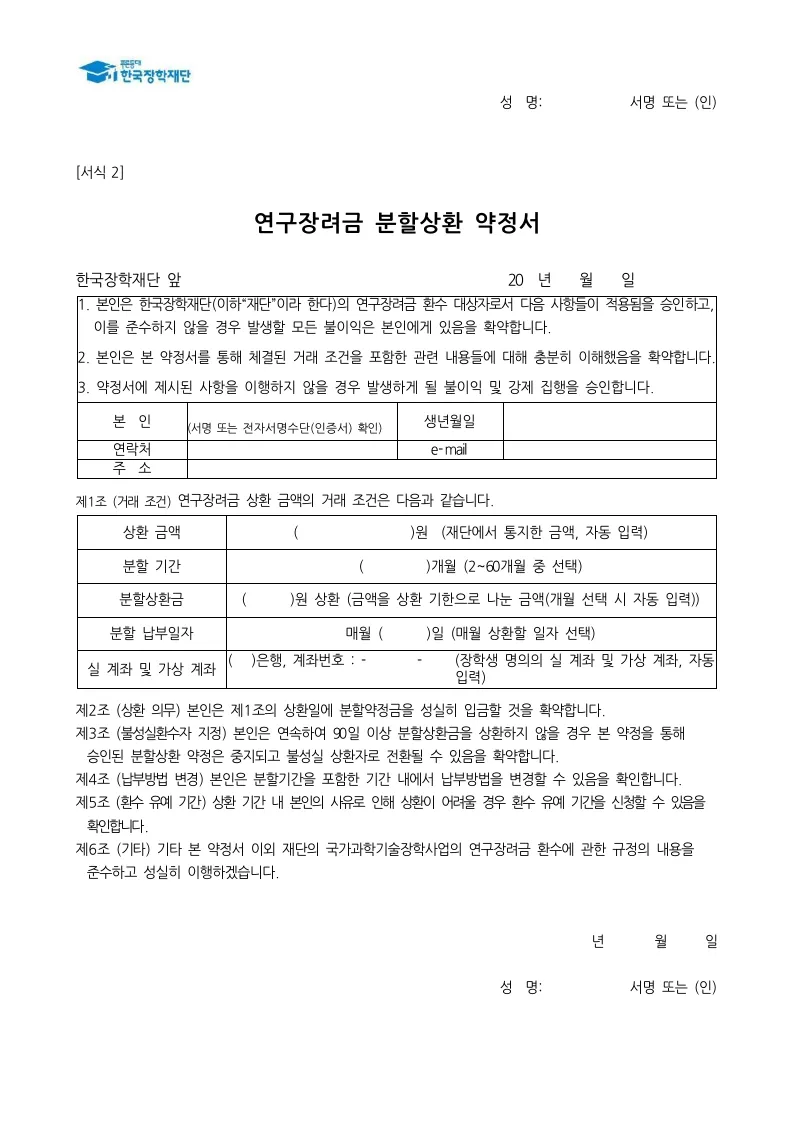 푸른등대
한국장학재단
성 명: 서명 또는 (인)
[서식 2]
연구장려금 분할상환 약정서
한국장학재단 앞 20 년 월 일
1. 본인은 한국장학재단(이하“재단”이라 한다)의 연구장려금 환수 대상자로서 다음 사항들이 적용됨을 승인하고,
이를 준수하지 않을 경우 발생할 모든 불이익은 본인에게 있음을 확약합니다.
2. 본인은 본 약정서를 통해 체결된 거래 조건을 포함한 관련 내용들에 대해 충분히 이해했음을 확약합니다.
3. 약정서에 제시된 사항을 이행하지 않을 경우 발생하게 될 불이익 및 강제 집행을 승인합니다.
본 인 (서명 또는 전자서명수단(인증서) 확인) 생년월일
연락처 e-mail
주 소
제1조 (거래 조건) 연구장려금 상환 금액의 거래 조건은 다음과 같습니다.
상환 금액 ( )원 (재단에서 통지한 금액, 자동 입력)
분할 기간 ( )개월 (2~60개월 중 선택)
분할상환금 ( )원 상환 (금액을 상환 기한으로 나눈 금액(개월 선택 시 자동 입력))
분할 납부일자 매월 ( )일 (매월 상환할 일자 선택)
실 계좌 및 가상 계좌 ( )은행, 계좌번호 : - - (장학생 명의의 실 계좌 및 가상 계좌, 자동
입력)
제2조 (상환 의무) 본인은 제1조의 상환일에 분할약정금을 성실히 입금할 것을 확약합니다.
제3조 (불성실환수자 지정) 본인은 연속하여 90일 이상 분할상환금을 상환하지 않을 경우 본 약정을 통해
승인된 분할상환 약정은 중지되고 불성실 상환자로 전환될 수 있음을 확약합니다.
제4조 (납부방법 변경) 본인은 분할기간을 포함한 기간 내에서 납부방법을 변경할 수 있음을 확인합니다.
제5조 (환수 유예 기간) 상환 기간 내 본인의 사유로 인해 상환이 어려울 경우 환수 유예 기간을 신청할 수 있음을
확인합니다.
제6조 (기타) 기타 본 약정서 이외 재단의 국가과학기술장학사업의 연구장려금 환수에 관한 규정의 내용을
준수하고 성실히 이행하겠습니다.
년 월 일
성 명: 서명 또는 (인)